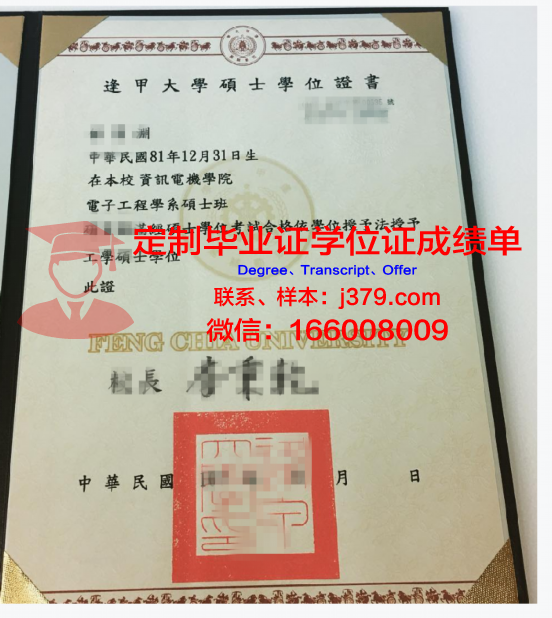 逢甲大學碩士學位證書
號
中華民國81年12月31日生
在本校 資訊電機學院
電子工程學系碩士班
經碩士學位考試合格依學位授予法授予
定制毕业证学位证成绩单
工學碩士學位
Degree、Transcript、Offer
此證
联系、样本：j379.com
微信：166008009
FENG CHIA UNIVERSITY
校長
中華民國 月 日